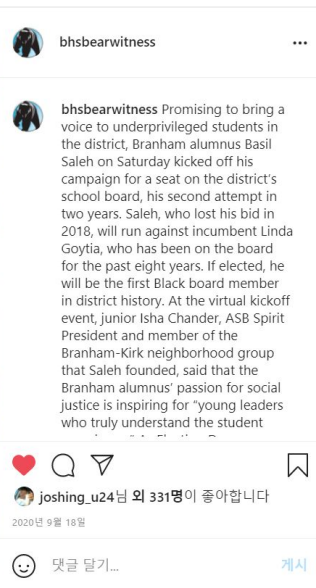 bhsbearwitness
bhsbearwitness Promising to bring a
voice to underprivileged students in
the district, Branham alumnus Basil
Saleh on Saturday kicked off his
campaign for a seat on the district's
school board, his second attempt in
two years. Saleh, who lost his bid in
2018, will run against incumbent Linda
Goytia, who has been on the board
for the past eight years. If elected, he
will be the first Black board member
in district history. At the virtual kickoff
event, junior Isha Chander, ASB Spirit
President and member of the
Branham-Kirk neighborhood group
that Saleh founded, said that the
Branham alumnus’ passion for social
justice is inspiring for “young leaders
who truly understand the student
joshing_u24님 외 331명이 좋아합니다
2020년 9월 18일
댓글 달기...
게시